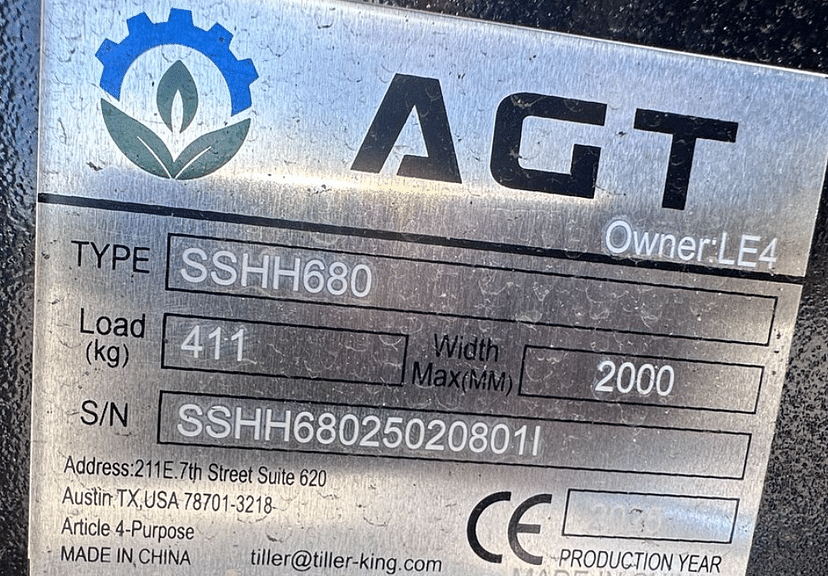 AGT
Owner:LE4
TYPE SSHH680
Load (kg) 411 Width Max(MM) 2000
S/N SSHH68025020801I
Address:211E.7th Street Suite 620
Austin TX,USA 78701-3218
Article 4-Purpose
MADE IN CHINA tiller@tiller-king.com
CE 2025
PRODUCTION YEAR